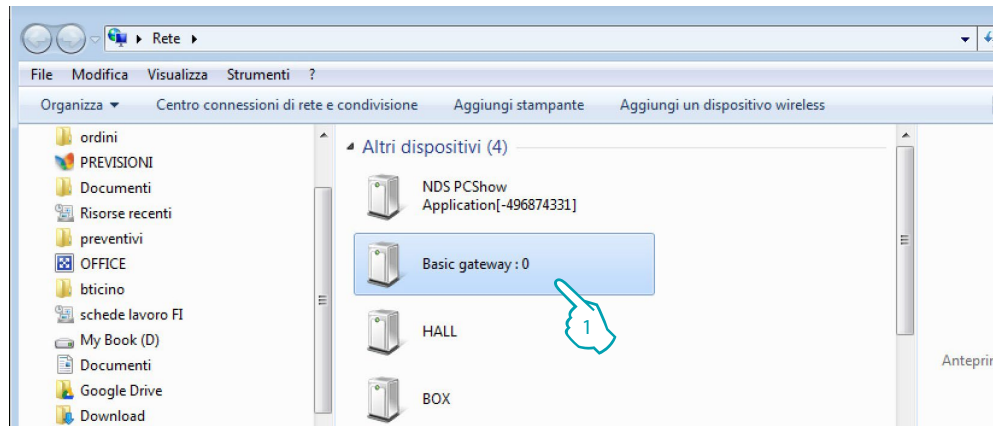 Rete
File Modifica Visualizza Strumenti ?
Organizza Centro connessioni di rete e condivisione Aggiungi stampante Aggiungi un dispositivo wireless
ordini
PREVISIONI
Documenti
Risorse recenti
preventivi
OFFICE
bticino
schede lavoro FI
My Book (D)
Documenti
Google Drive
Download
Altri dispositivi (4)
NDS PCShow
Application[-496874331]
Basic gateway : 0
1
HALL
BOX